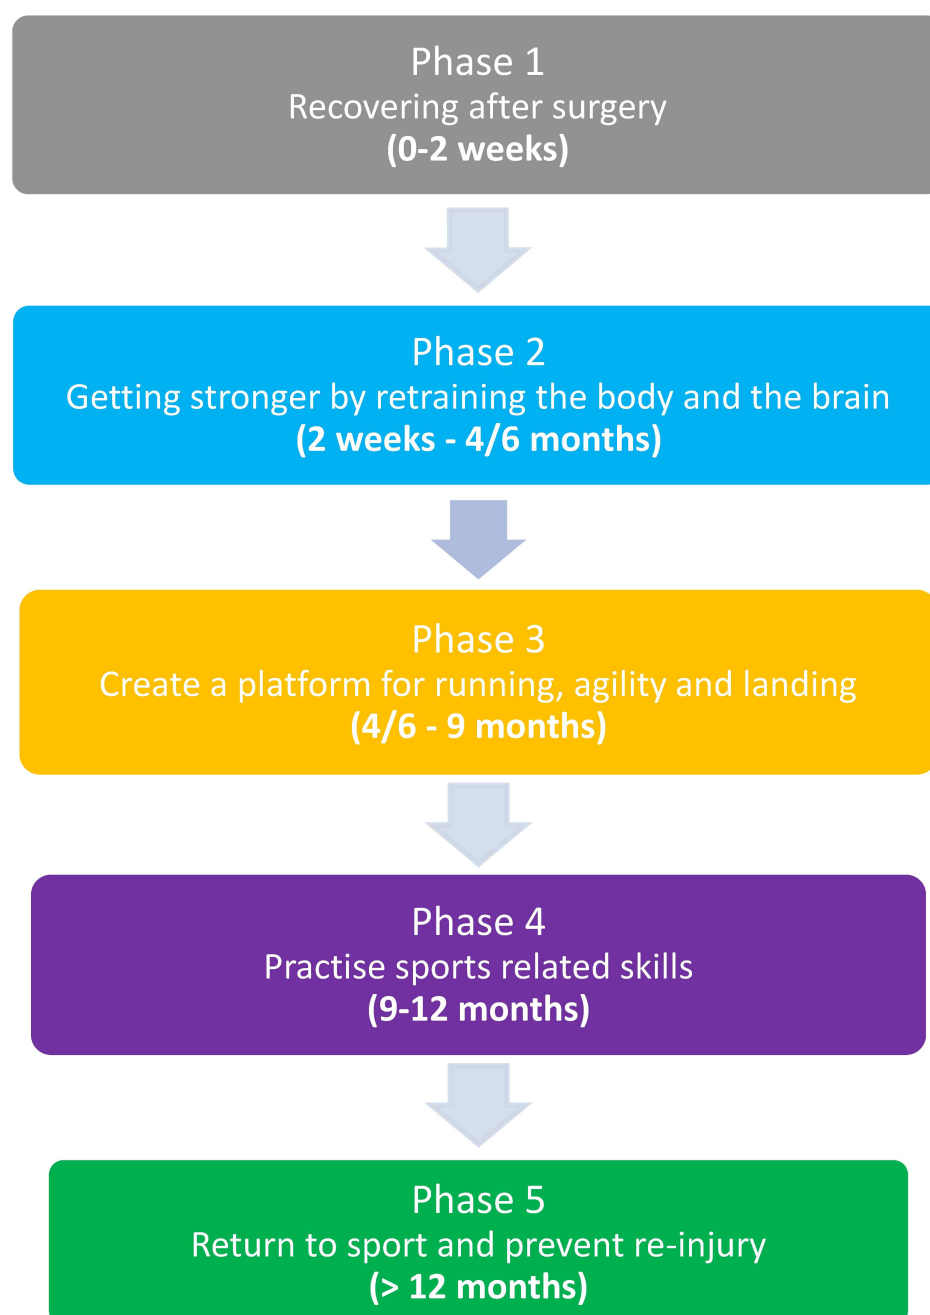 Phase 1
Recovering after surgery
(0-2 weeks)
Phase 2
Getting stronger by retraining the body and the brain
(2 weeks - 4/6 months)
Phase 3
Create a platform for running, agility and landing
(4/6 - 9 months)
Phase 4
Practise sports related skills
(9-12 months)
Phase 5
Return to sport and prevent re-injury
(> 12 months)